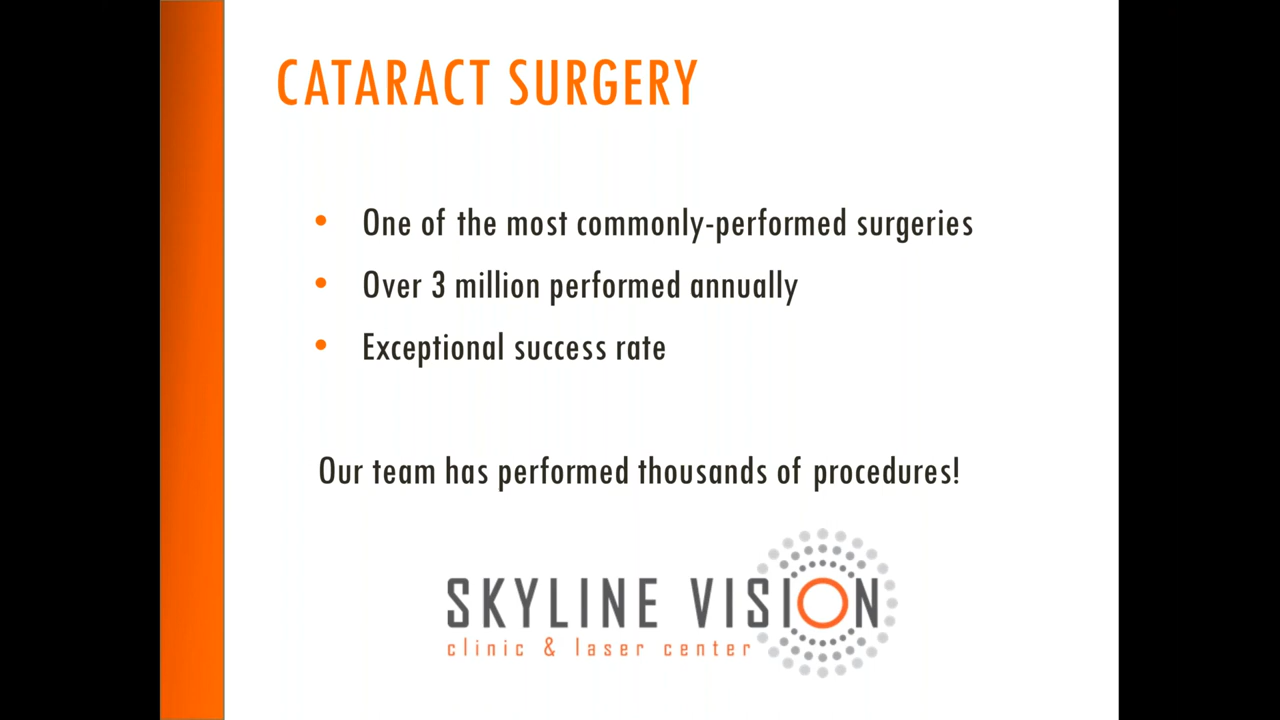 CATARACT SURGERY
• One of the most commonly-performed surgeries
• Over 3 million performed annually
• Exceptional success rate
Our team has performed thousands of procedures!
SKYLINE VISION
clinic & laser center